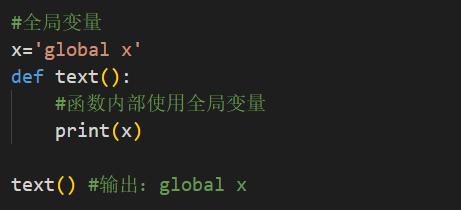 #全局变量
x='global x'
def text():
    #函数内部使用全局变量
    print(x)

text() #输出：global x